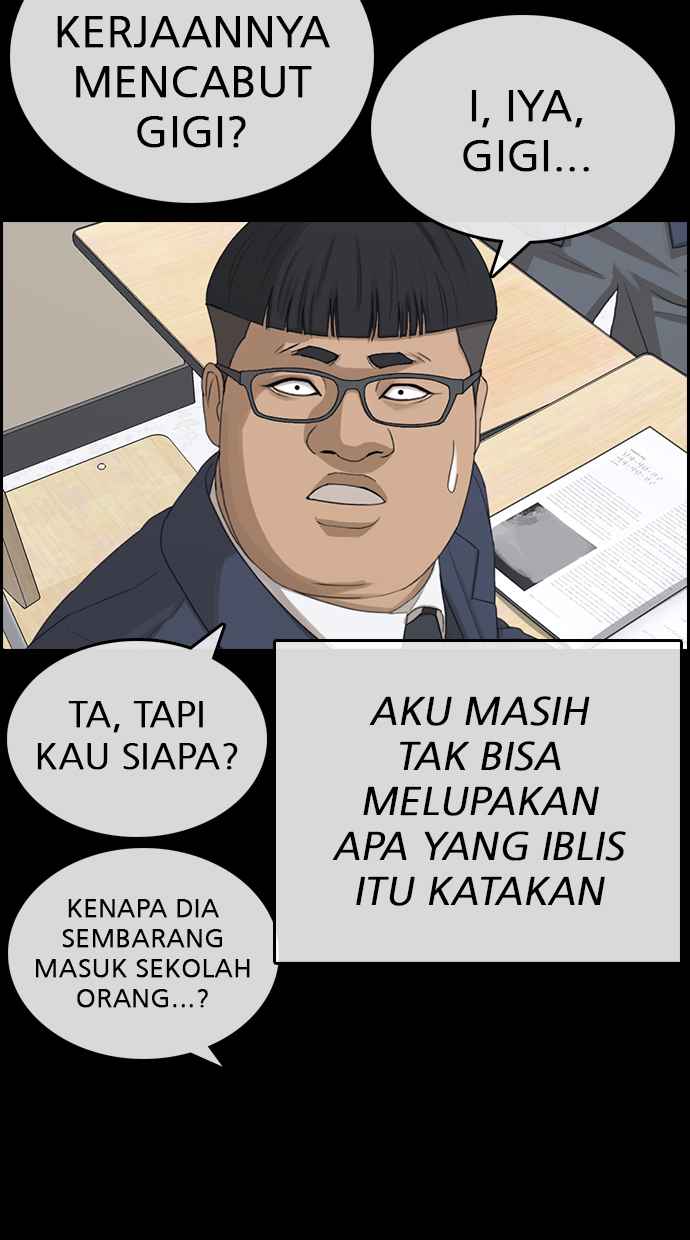 KERJAANNYA
MENCABUT
GIGI?
I, IYA,
GIGI...
TA, TAPI
KAU SIAPA?
AKU MASIH
TAK BISA
MELUPAKAN
APA YANG IBLIS
ITU KATAKAN
KENAPA DIA
SEMBARANG
MASUK SEKOLAH
ORANG...?